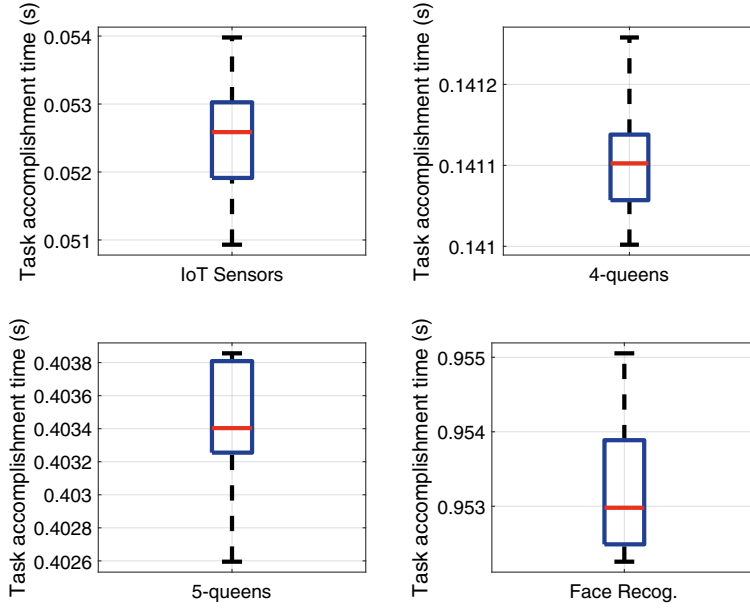 Task accomplishment time (s)
0.054
0.053
0.052
0.051
IoT Sensors
Task accomplishment time (s)
0.1412
0.1411
0.141
4-queens
Task accomplishment time (s)
0.4038
0.4036
0.4034
0.4032
0.403
0.4028
0.4026
5-queens
Task accomplishment time (s)
0.955
0.954
0.953
Face Recog.